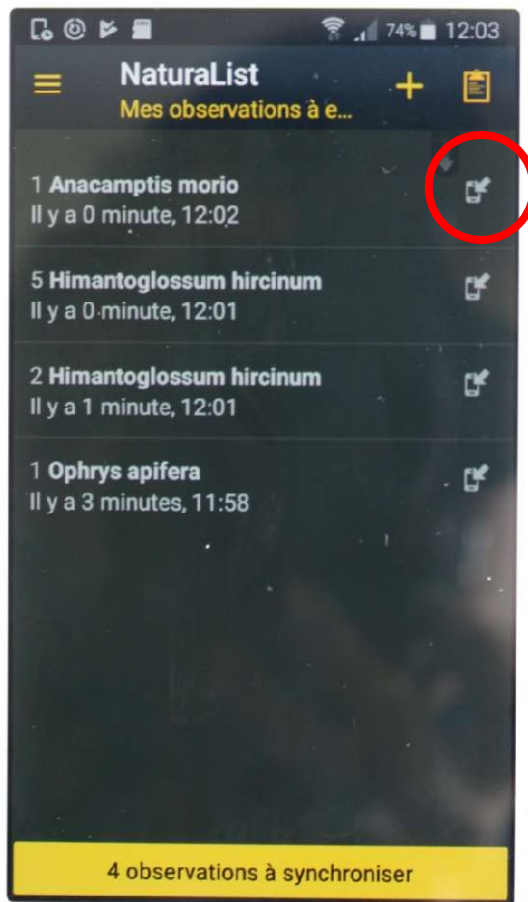 74% 12:03
NaturaList
Mes observations à e...
1 Anacamptis morio
Il y a 0 minute, 12:02
5 Himantoglossum hircinum
Il y a 0 minute, 12:01
2 Himantoglossum hircinum
Il y a 1 minute, 12:01
1 Ophrys apifera
Il y a 3 minutes, 11:58
4 observations à synchroniser